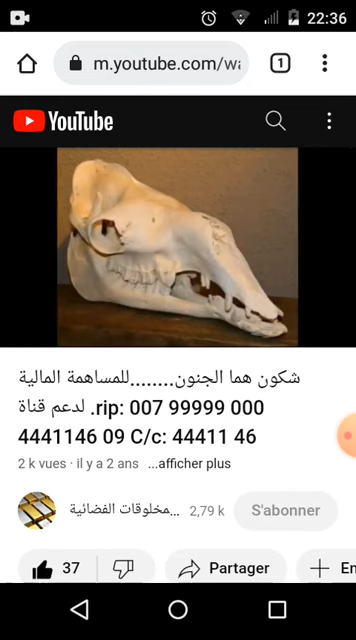 22:36
m.youtube.com/wa
1
YouTube
شكون هما الجنون........للمساهمة المالية
لدعم قناة .rip: 007 99999 000
4441146 09 C/c: 44411 46
2 k vues · il y a 2 ans ...afficher plus
مخلوقات الفضائية... 2,79 k S'abonner
37 Partager En